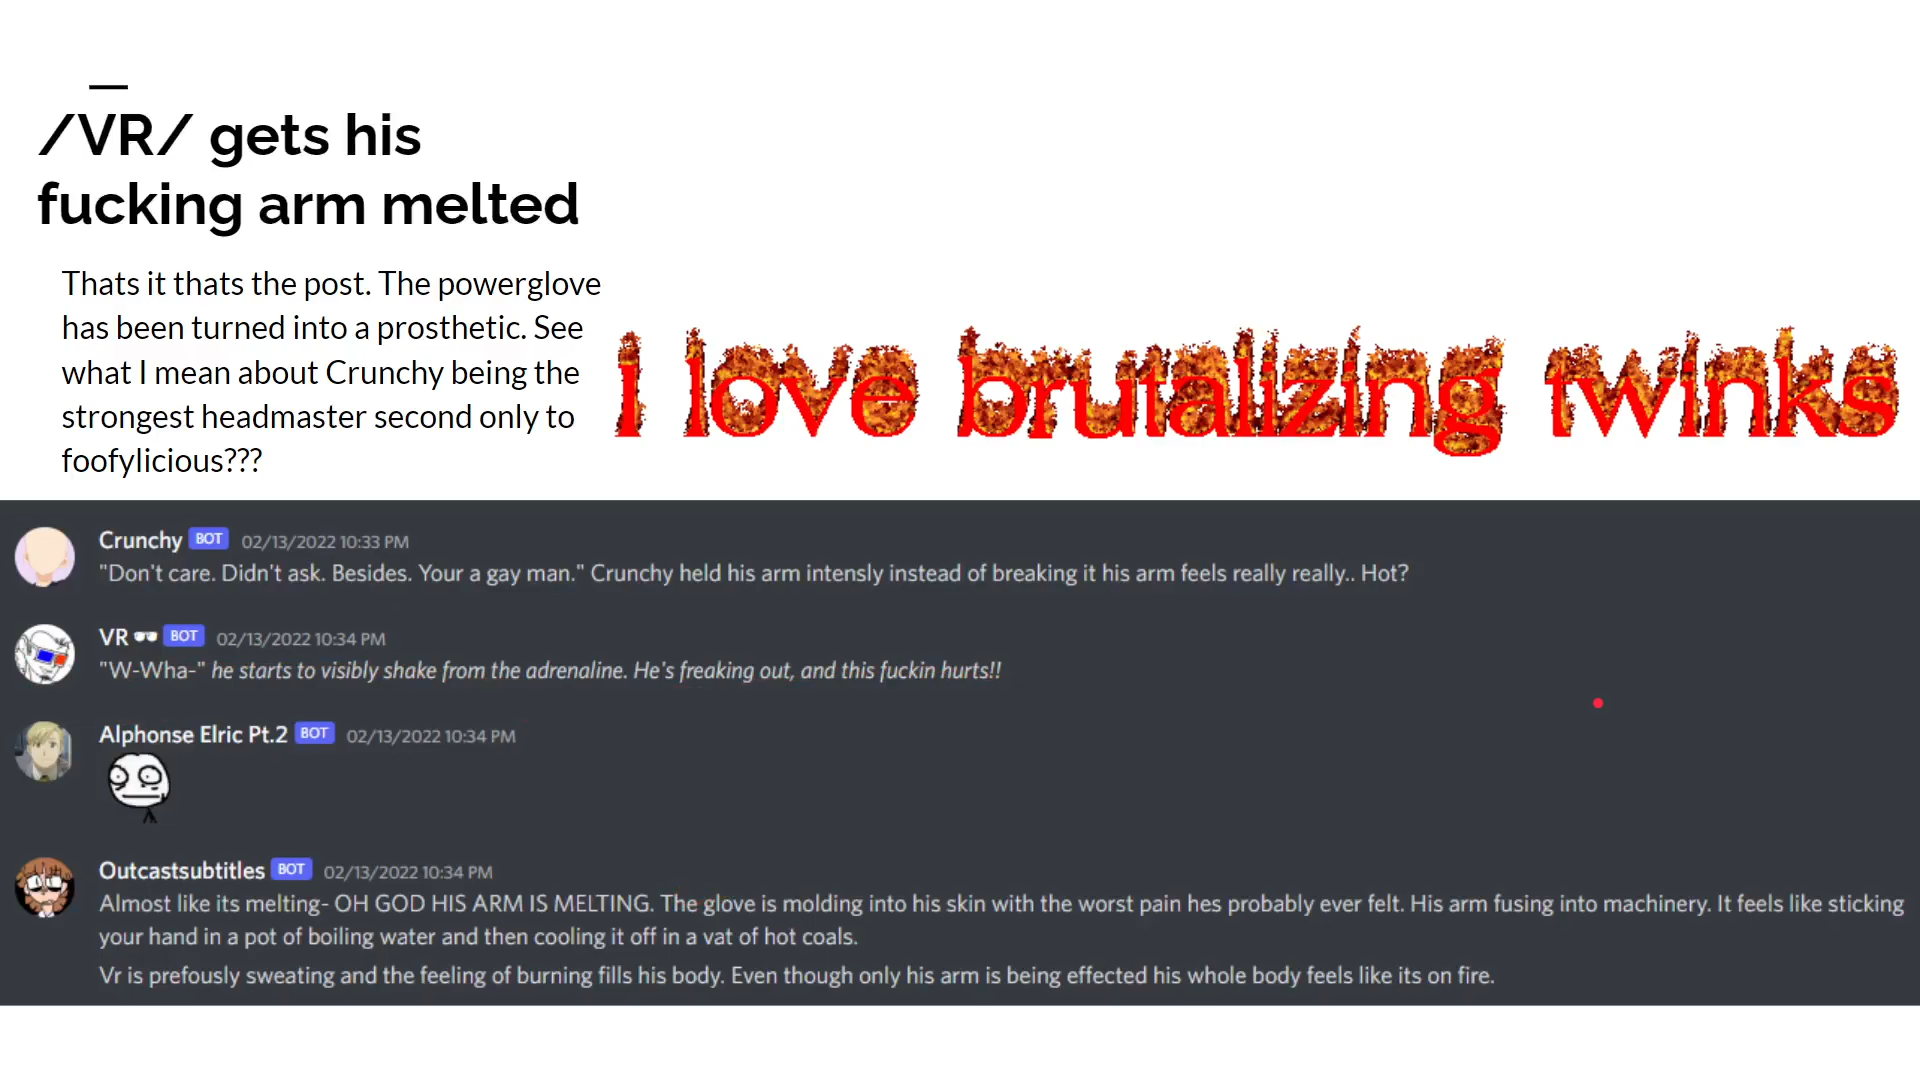 /VR/ gets his
fucking arm melted
Thats it thats the post. The powerglove
has been turned into a prosthetic. See
what I mean about Crunchy being the
strongest headmaster second only to
foofylicious???
I love brutalizing twinks
Crunchy BOT 02/13/2022 10:33 PM
"Don't care. Didn't ask. Besides. Your a gay man." Crunchy held his arm intensly instead of breaking it his arm feels really really.. Hot?
VR 🕶 BOT 02/13/2022 10:34 PM
"W-Wha-" he starts to visibly shake from the adrenaline. He's freaking out, and this fuckin hurts!!
Alphonse Elric Pt.2 BOT 02/13/2022 10:34 PM
Outcastsubtitles BOT 02/13/2022 10:34 PM
Almost like its melting- OH GOD HIS ARM IS MELTING. The glove is molding into his skin with the worst pain hes probably ever felt. His arm fusing into machinery. It feels like sticking
your hand in a pot of boiling water and then cooling it off in a vat of hot coals.
Vr is prefously sweating and the feeling of burning fills his body. Even though only his arm is being effected his whole body feels like its on fire.